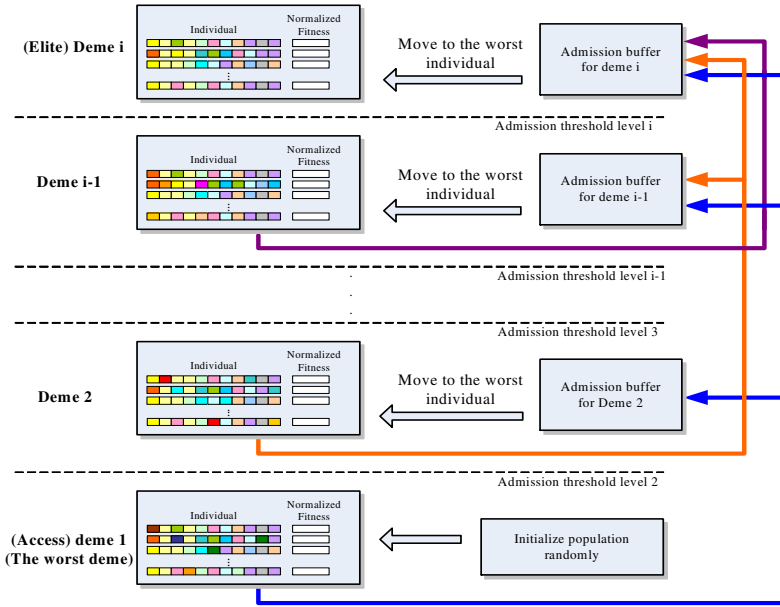 (Elite) Deme i
Individual
Normalized
Fitness
Move to the worst
individual
Admission buffer
for deme i
Admission threshold level i
Deme i-1
Individual
Normalized
Fitness
Move to the worst
individual
Admission buffer
for deme i-1
Admission threshold level i-1
Admission threshold level 3
Deme 2
Individual
Normalized
Fitness
Move to the worst
individual
Admission buffer
for Deme 2
Admission threshold level 2
(Access) deme 1
(The worst deme)
Individual
Normalized
Fitness
Initialize population
randomly